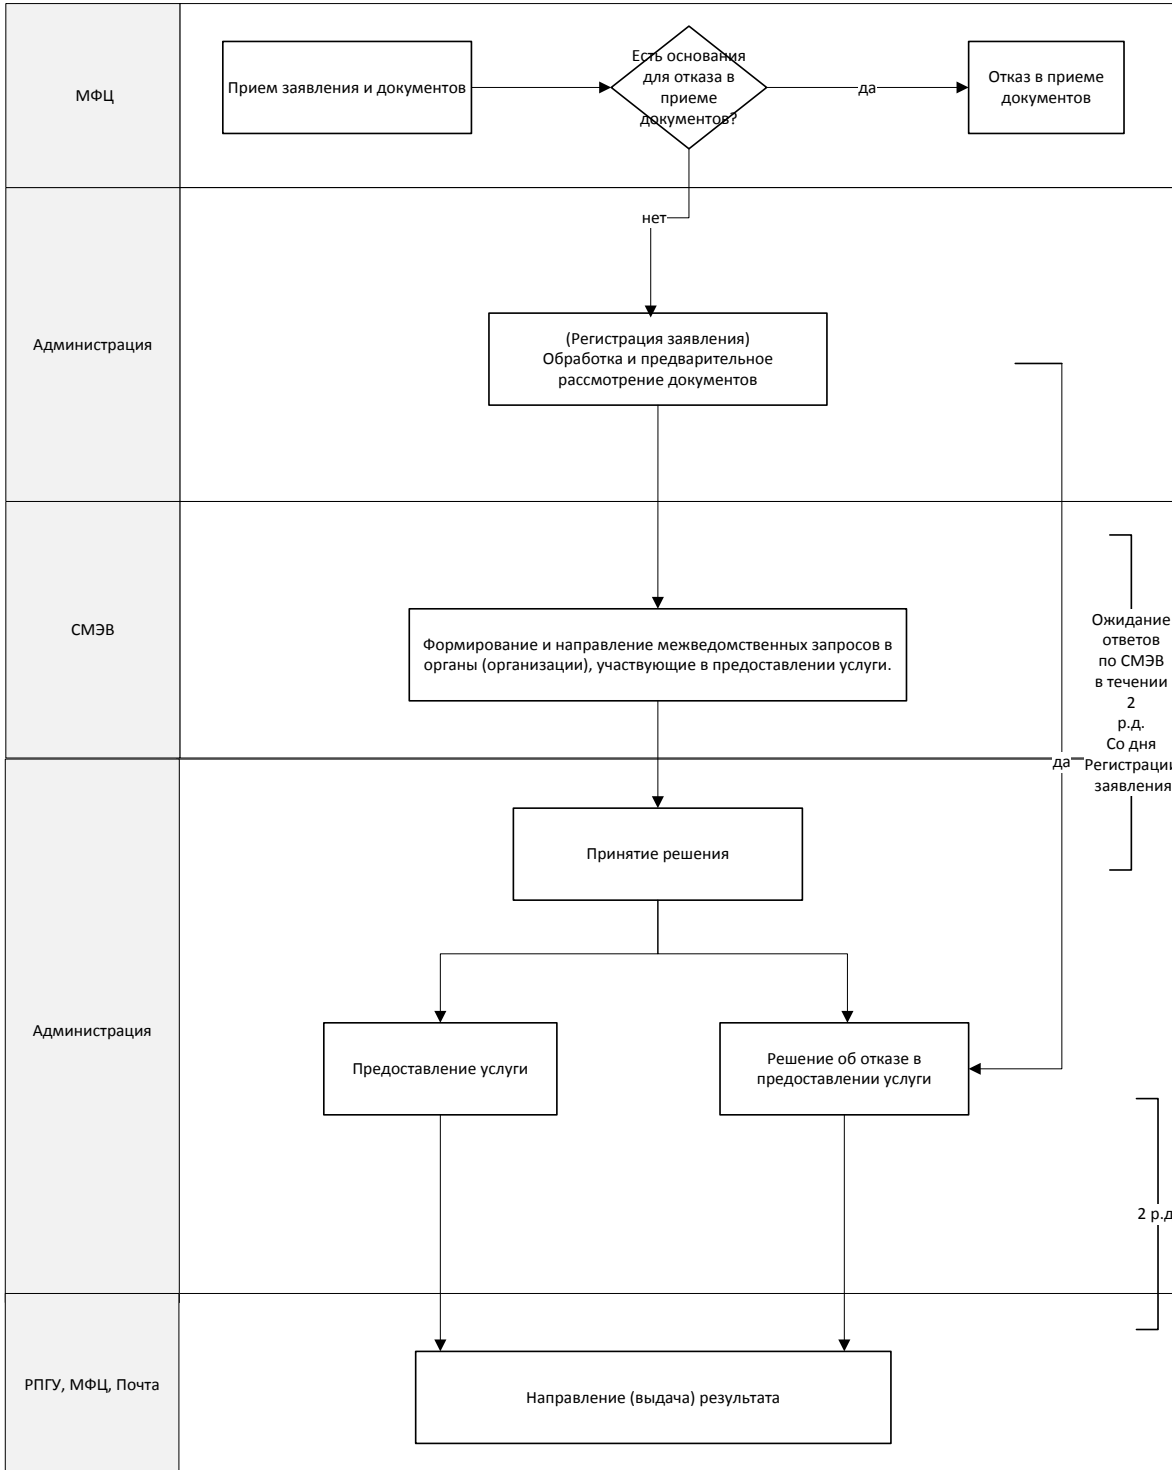 МФЦ
Прием заявления и документов
Есть основания
для отказа в
приеме
документов?
да
Отказ в приеме
документов
нет
Администрация
(Регистрация заявления)
Обработка и предварительное
рассмотрение документов
СМЭВ
Формирование и направление межведомственных запросов в
органы (организации), участвующие в предоставлении услуги.
Ожидание
ответов
по СМЭВ
в течении
2
р.д.
Со дня
Регистрации
заявления
да
Администрация
Принятие решения
Предоставление услуги
Решение об отказе в
предоставлении услуги
2 р.д
РПГУ, МФЦ, Почта
Направление (выдача) результата